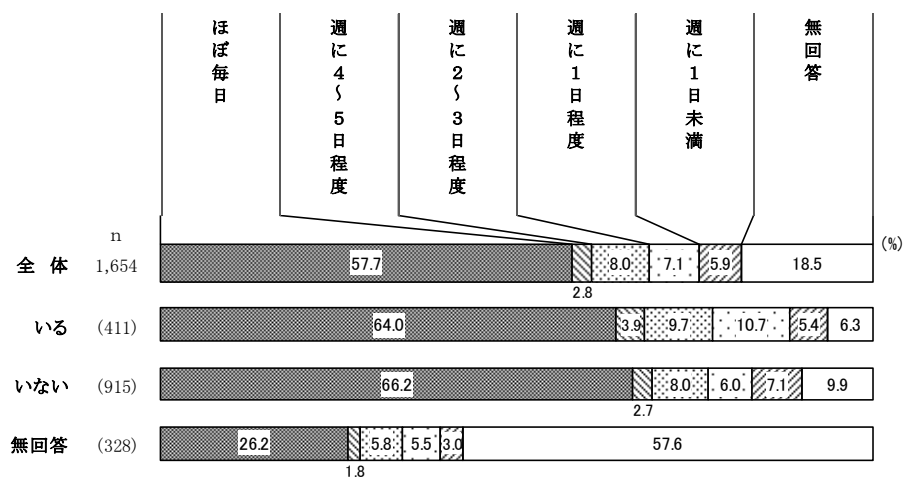 ほぼ毎日
週に４～５日程度
週に２～３日程度
週に１日程度
週に１日未満
無回答
(%)
n
全 体 1,654 57.7 2.8 8.0 7.1 5.9 18.5
いる (411) 64.0 3.9 9.7 10.7 5.4 6.3
いない (915) 66.2 2.7 8.0 6.0 7.1 9.9
無回答 (328) 26.2 1.8 5.8 5.5 3.0 57.6